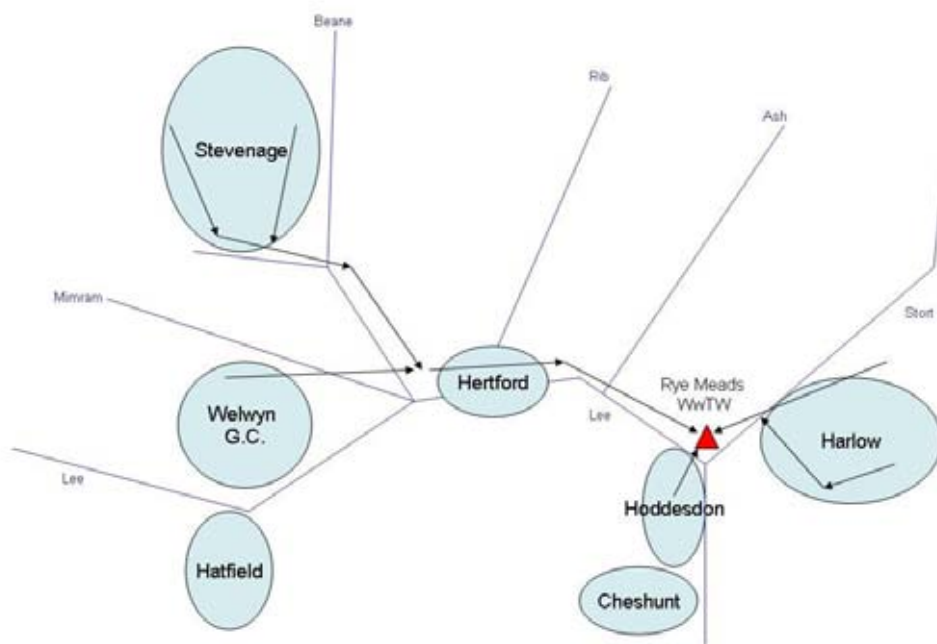 Beane
Rib
Ash
Stevenage
Mimram
Stort
Hertford
Rye Meads
WwTW
Welwyn
G.C.
Lee
Harlow
Lee
Hoddesdon
Hatfield
Cheshunt